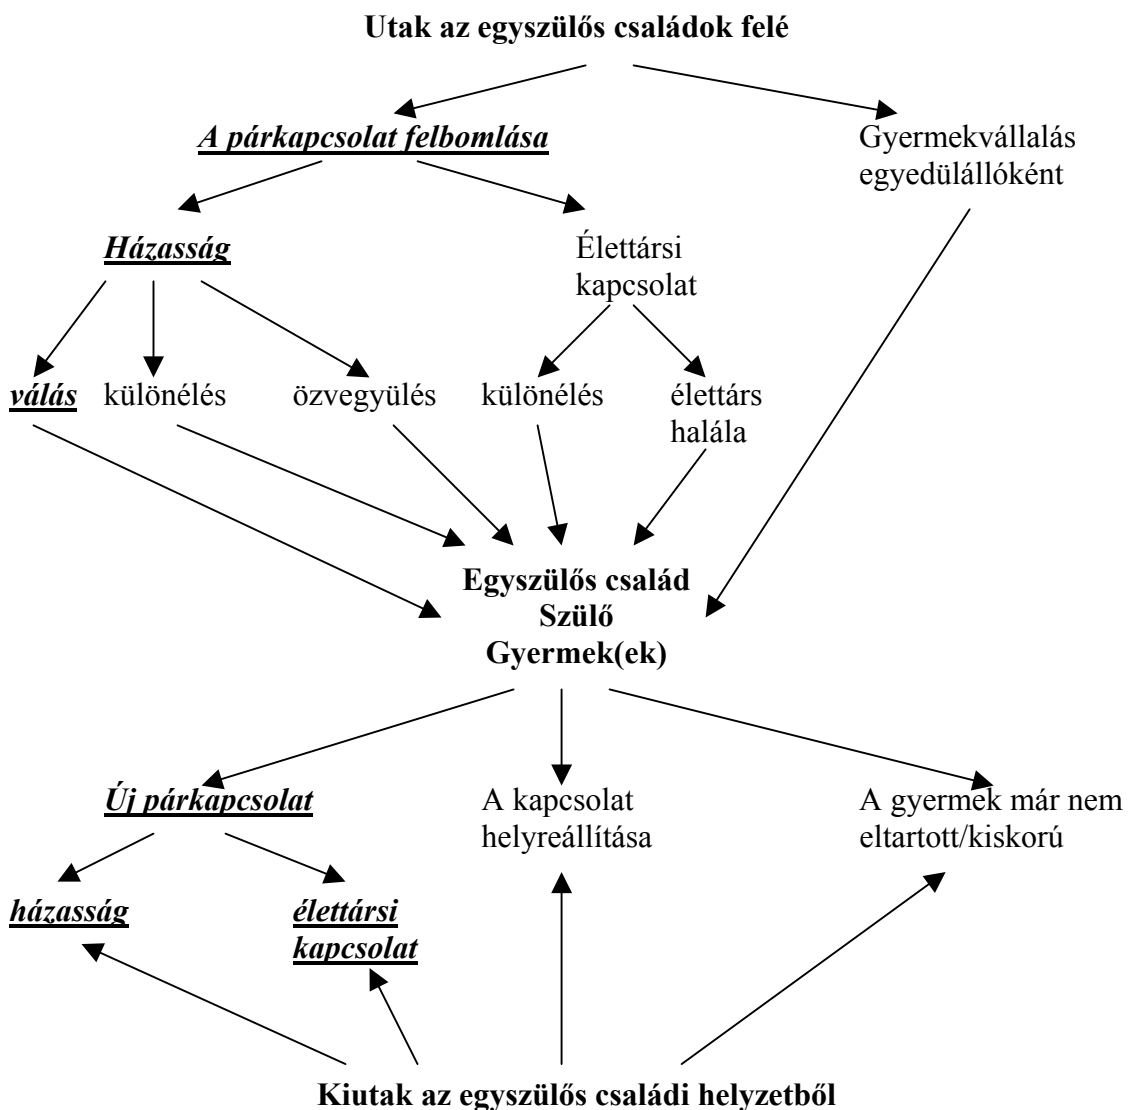 Utak az egyszülős családok felé
A párkapcsolat felbomlása
Gyermekvállalás
egyedülállóként
Házasság
Élettársi
kapcsolat
válás
különélés
özvegyülés
különélés
élettárs
halála
Egyszülős család
Szülő
Gyermek(ek)
Új párkapcsolat
A kapcsolat
helyreállítása
A gyermek már nem
eltartott/kiskorú
házasság
élettársi
kapcsolat
Kiutak az egyszülős családi helyzetből